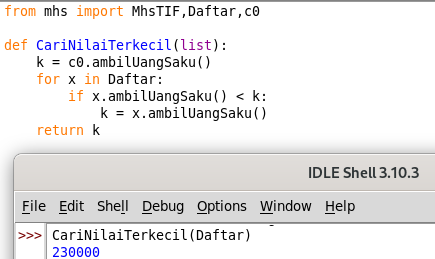 from mhs import MhsTIF,Daftar,c0
def CariNilaiTerkecil(list):
k = c0.ambilUangSaku()
for x in Daftar:
if x.ambilUangSaku() < k:
k = x.ambilUangSaku()
return k
IDLE Shell 3.10.3
File Edit Shell Debug Options Window Help
>>> CariNilaiTerkecil(Daftar)
230000